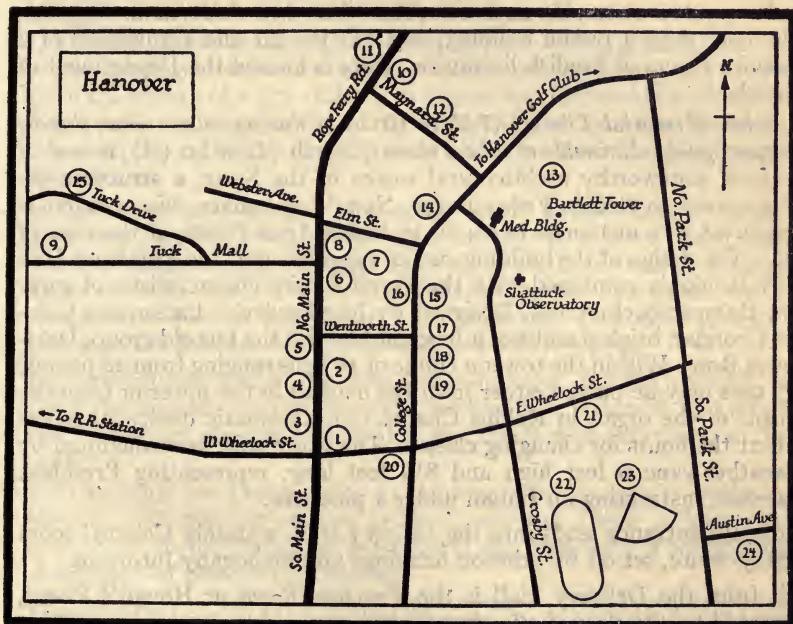 Hanover
N
11
Rope Ferry Rd.
10
Maynard St.
12
To Hanover Golf Club →
13
Bartlett Tower
Med. Bldg.
No. Park St.
15
Tuck Drive
Webster Ave.
Elm St.
14
9
Tuck Mall
No. Main St.
8
7
6
16
15
Shattuck
Observatory
Wentworth St.
17
5
2
18
4
College St.
19
E. Wheelock St.
21
← To R.R. Station
3
W. Wheelock St.
1
20
So. Main St.
Crosby St.
22
23
So. Park St.
Austin Ave
24